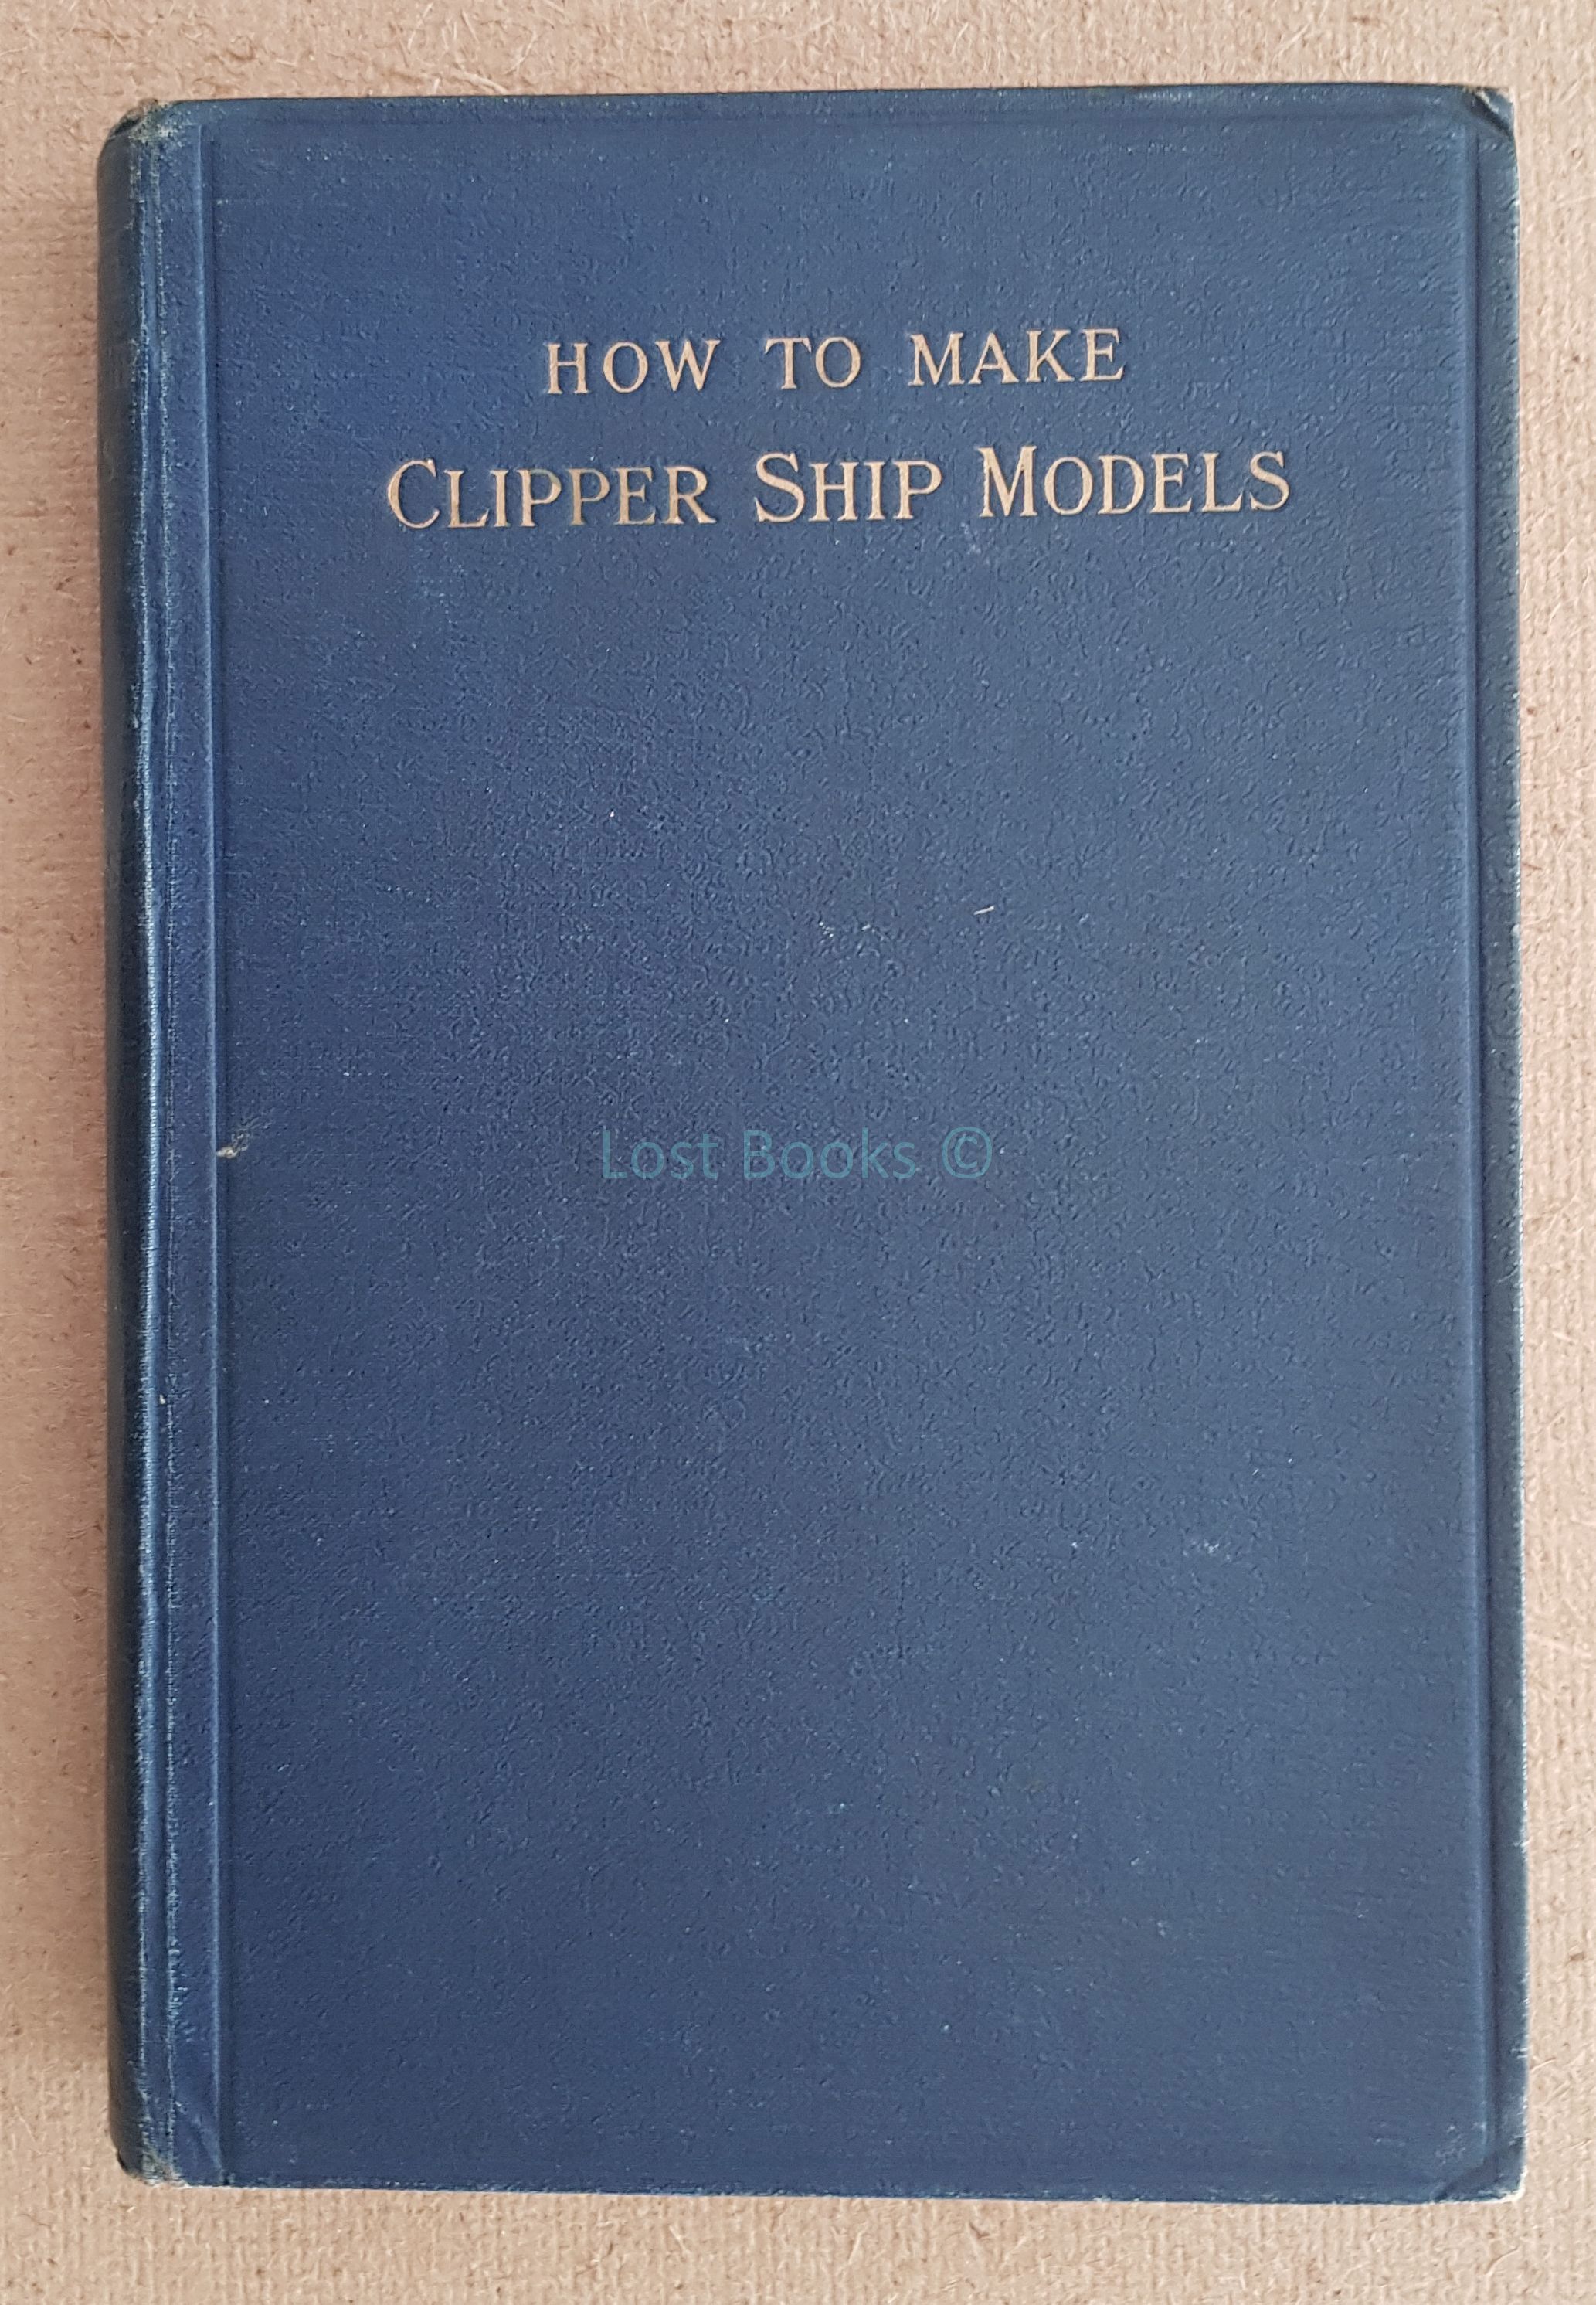 HOW TO MAKE
CLIPPER SHIP MODELS
Lost Books ©